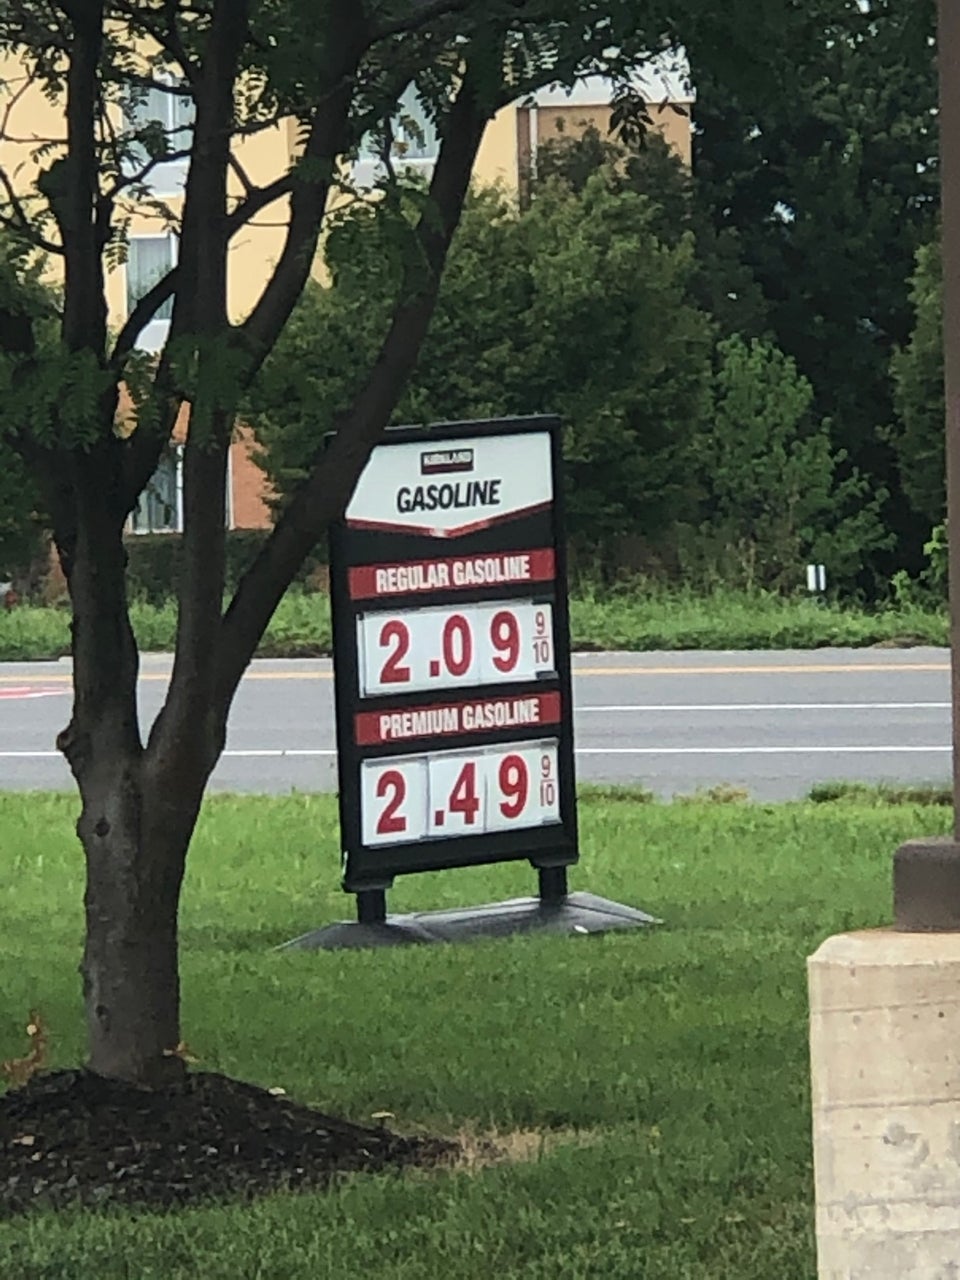 KIRKLAND
GASOLINE
REGULAR GASOLINE
2.09 9/10
PREMIUM GASOLINE
2.49 9/10